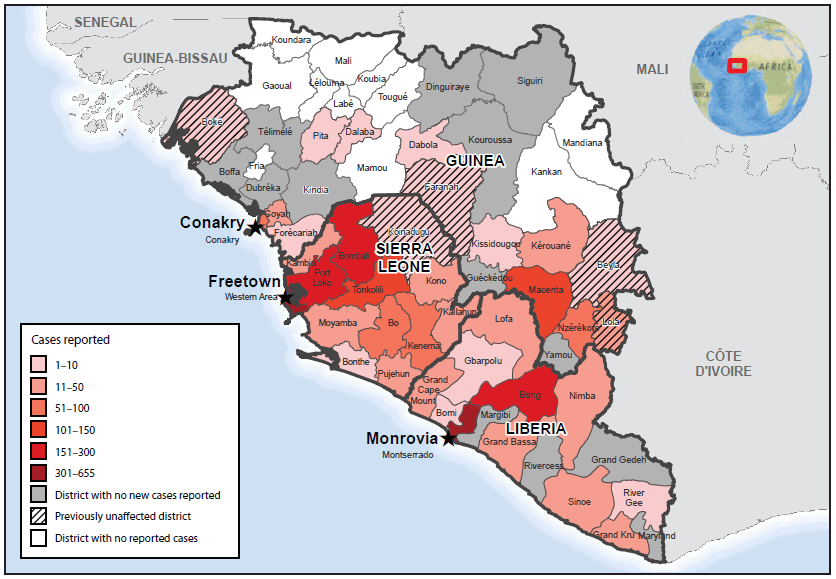 SENEGAL
GUINEA-BISSAU
MALI
AFRICA
Koundara
Mali
Lélouma
Koubia
Gaoual
Labé
Tougué
Dinguiraye
Siguiri
Boke
Télimélé
Pita
Dalaba
Dabola
Kouroussa
Mandiana
GUINEA
Boffa
Fria
Mamou
Kankan
Dubréka
Kindia
Faranah
Conakry
Conakry
Coyah
Forécariah
Koinadugu
Kissidougou
Kérouané
SIERRA
LEONE
Kambia
Bombali
Beyla
Freetown
Western Area
Port
Loko
Tonkolili
Kono
Guéckédou
Macenta
Moyamba
Bo
Kailahun
Lofa
Nzérékore
Lola
Kenema
Yamou
Bonthe
Pujehun
Gbarpolu
CÔTE
D'IVOIRE
Grand
Cape
Mount
Bong
Nimba
Bomi
Margibi
LIBERIA
Monrovia
Montserrado
Grand Bassa
Rivercess
Grand Gedeh
Sinoe
River
Gee
Grand Kru
Maryland
Cases reported
1–10
11–50
51–100
101–150
151–300
301–655
District with no new cases reported
Previously unaffected district
District with no reported cases